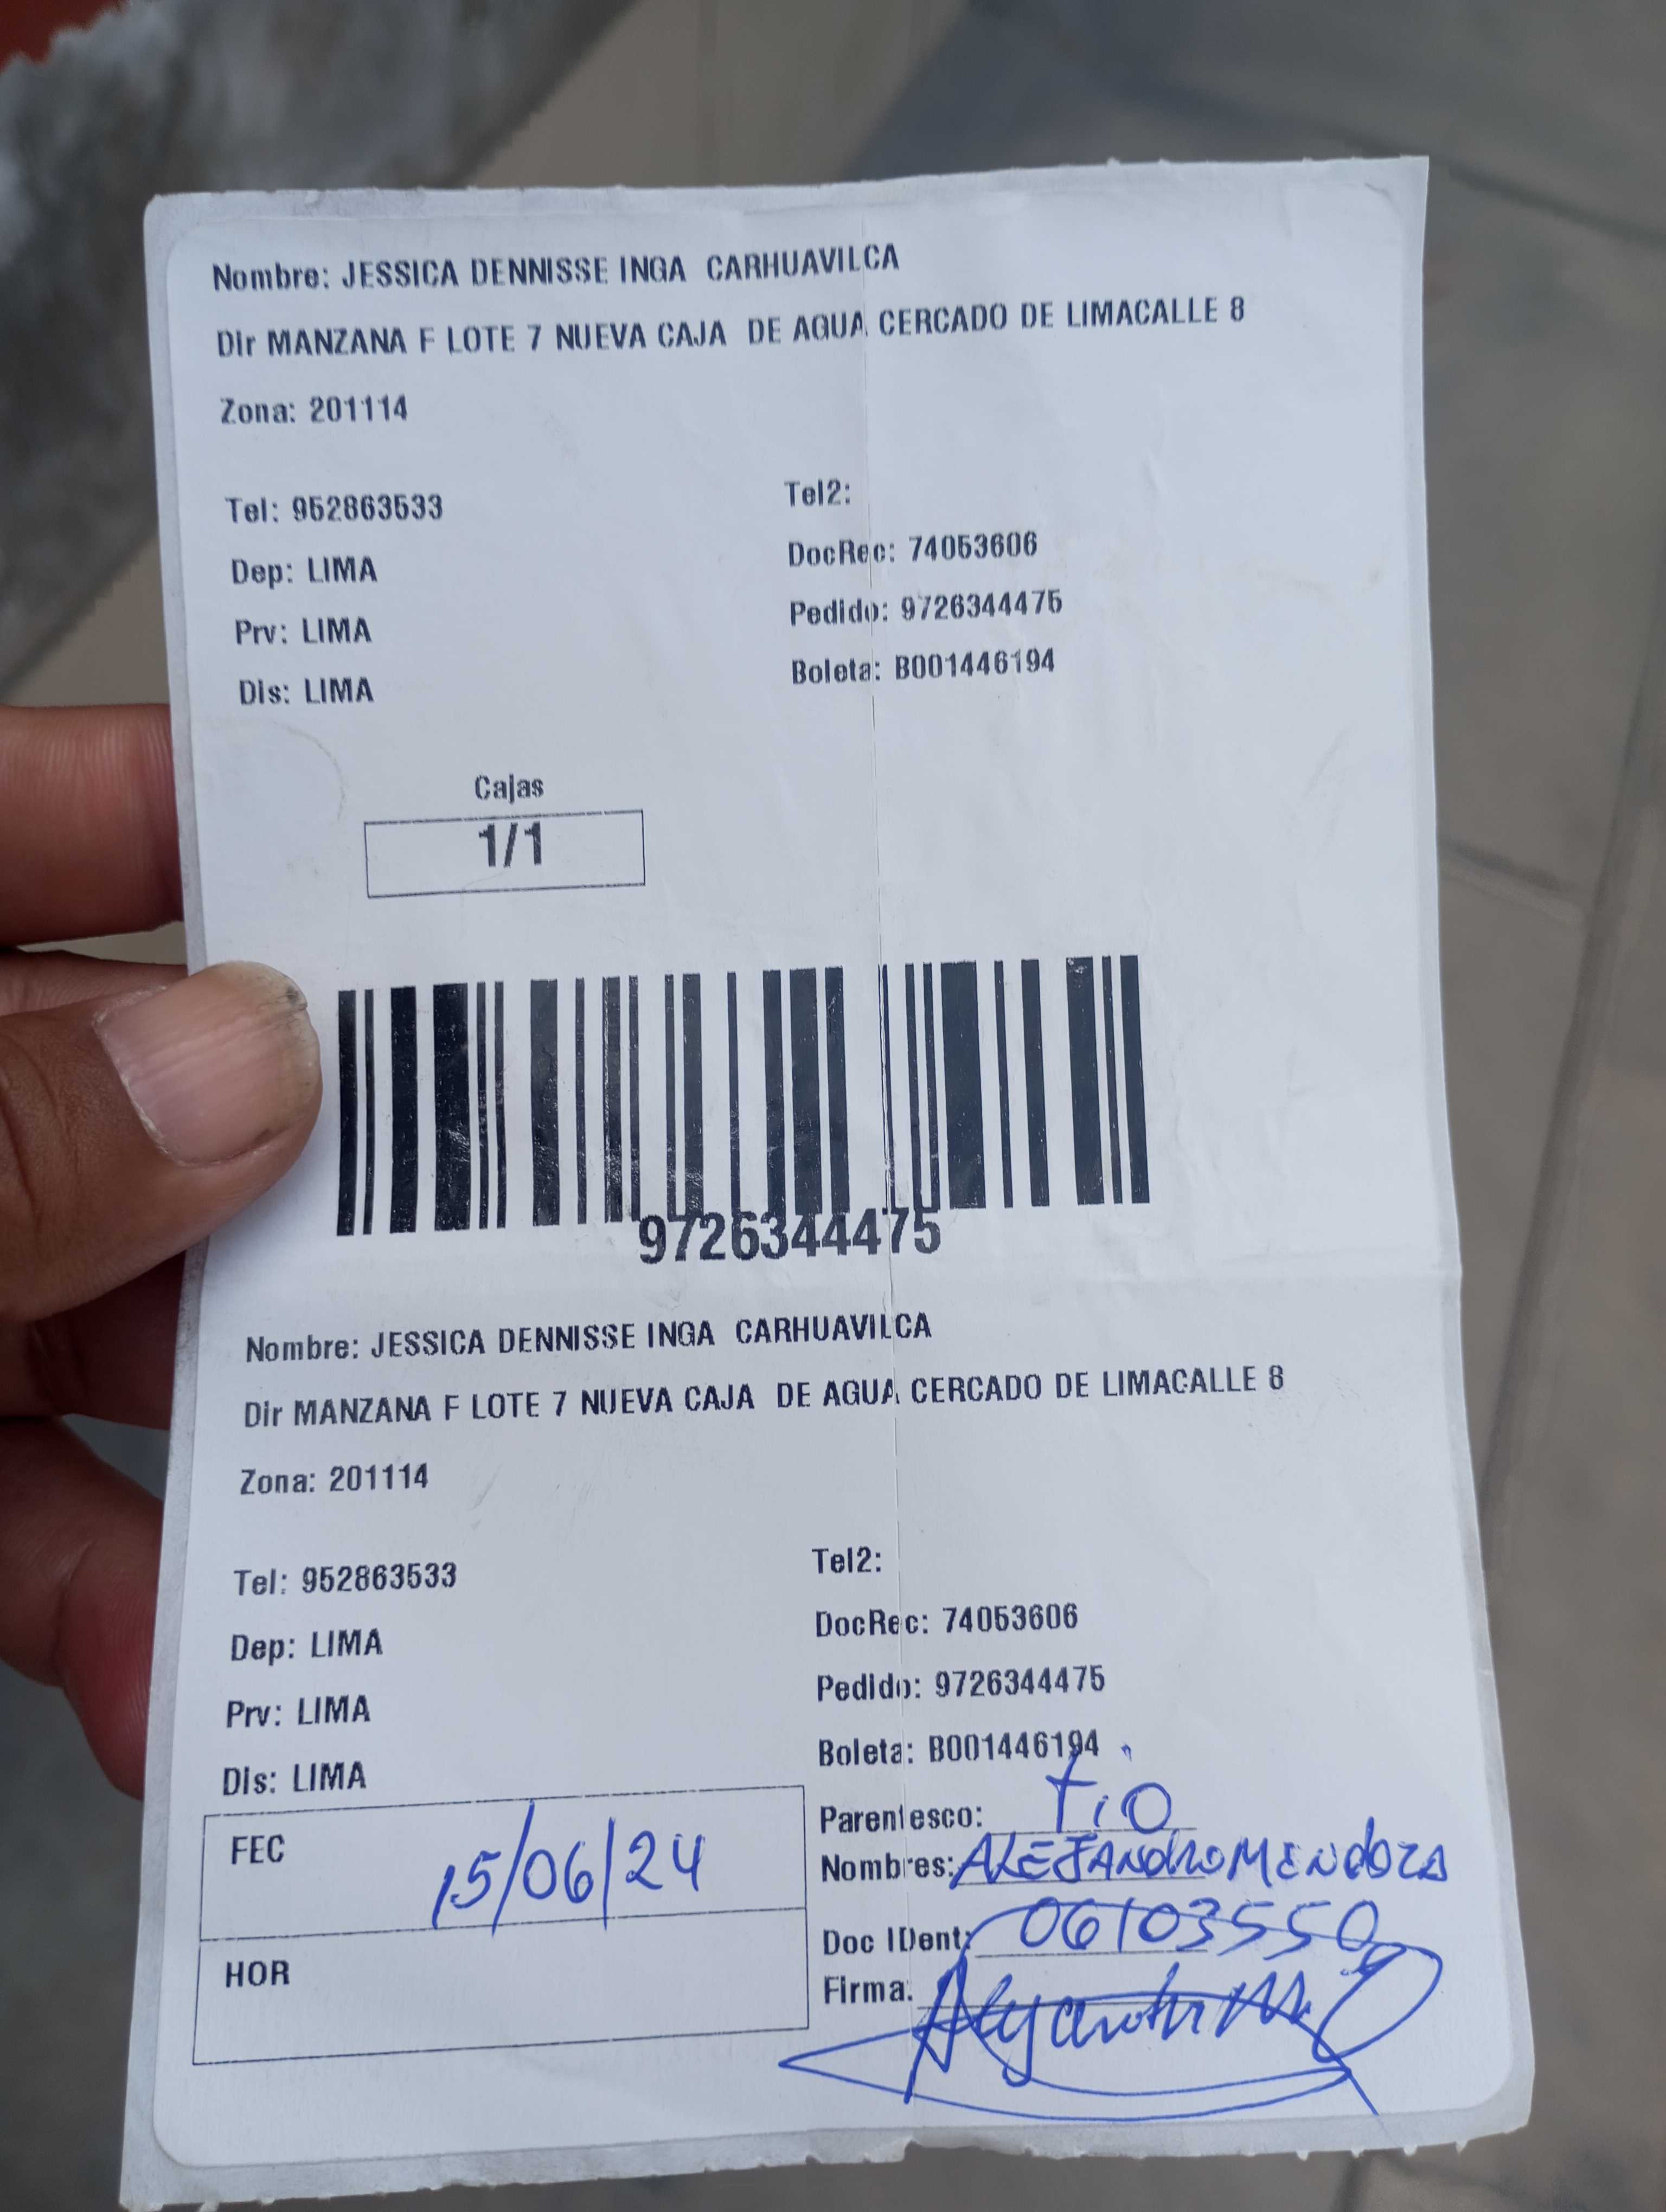 Nombre: JESSICA DENNISSE INGA CARHUAVILCA
Dir MANZANA F LOTE 7 NUEVA CAJA DE AGUA CERCADO DE LIMACALLE 8
Zona: 201114
Tel: 952863533
Tel2:
Dep: LIMA
DocRec: 74053606
Prv: LIMA
Pedido: 9726344475
Dis: LIMA
Boleta: B001446194
Cajas
1/1
9726344475
Nombre: JESSICA DENNISSE INGA CARHUAVILCA
Dir MANZANA F LOTE 7 NUEVA CAJA DE AGUA CERCADO DE LIMACALLE 8
Zona: 201114
Tel: 952863533
Tel2:
Dep: LIMA
DocRec: 74053606
Prv: LIMA
Pedido: 9726344475
Dis: LIMA
Boleta: B001446194
FEC 15/06/24
HOR
Parentesco: tio
Nombres: ALEJANDRO MENDOZA
Doc IDent: 06103550
Firma: Alejandro M.